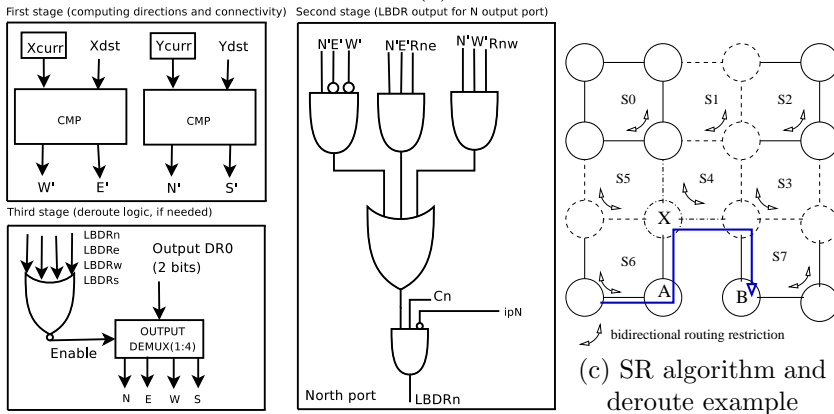 First stage (computing directions and connectivity)
Xcurr Xdst Ycurr Ydst
CMP CMP
W' E' N' S'
Third stage (deroute logic, if needed)
LBDRn
LBDRe
LBDRw
LBDRs
Output DR0
(2 bits)
OUTPUT
DEMUX(1:4)
Enable
N E W S
Second stage (LBDR output for N output port)
N'E'W' N'E'Rne N'W'Rnw
Cn
ipN
North port
LBDRn
S0 S1 S2
S5 S4 S3
X
S6 S7
A B
bidirectional routing restriction
(c) SR algorithm and
deroute example